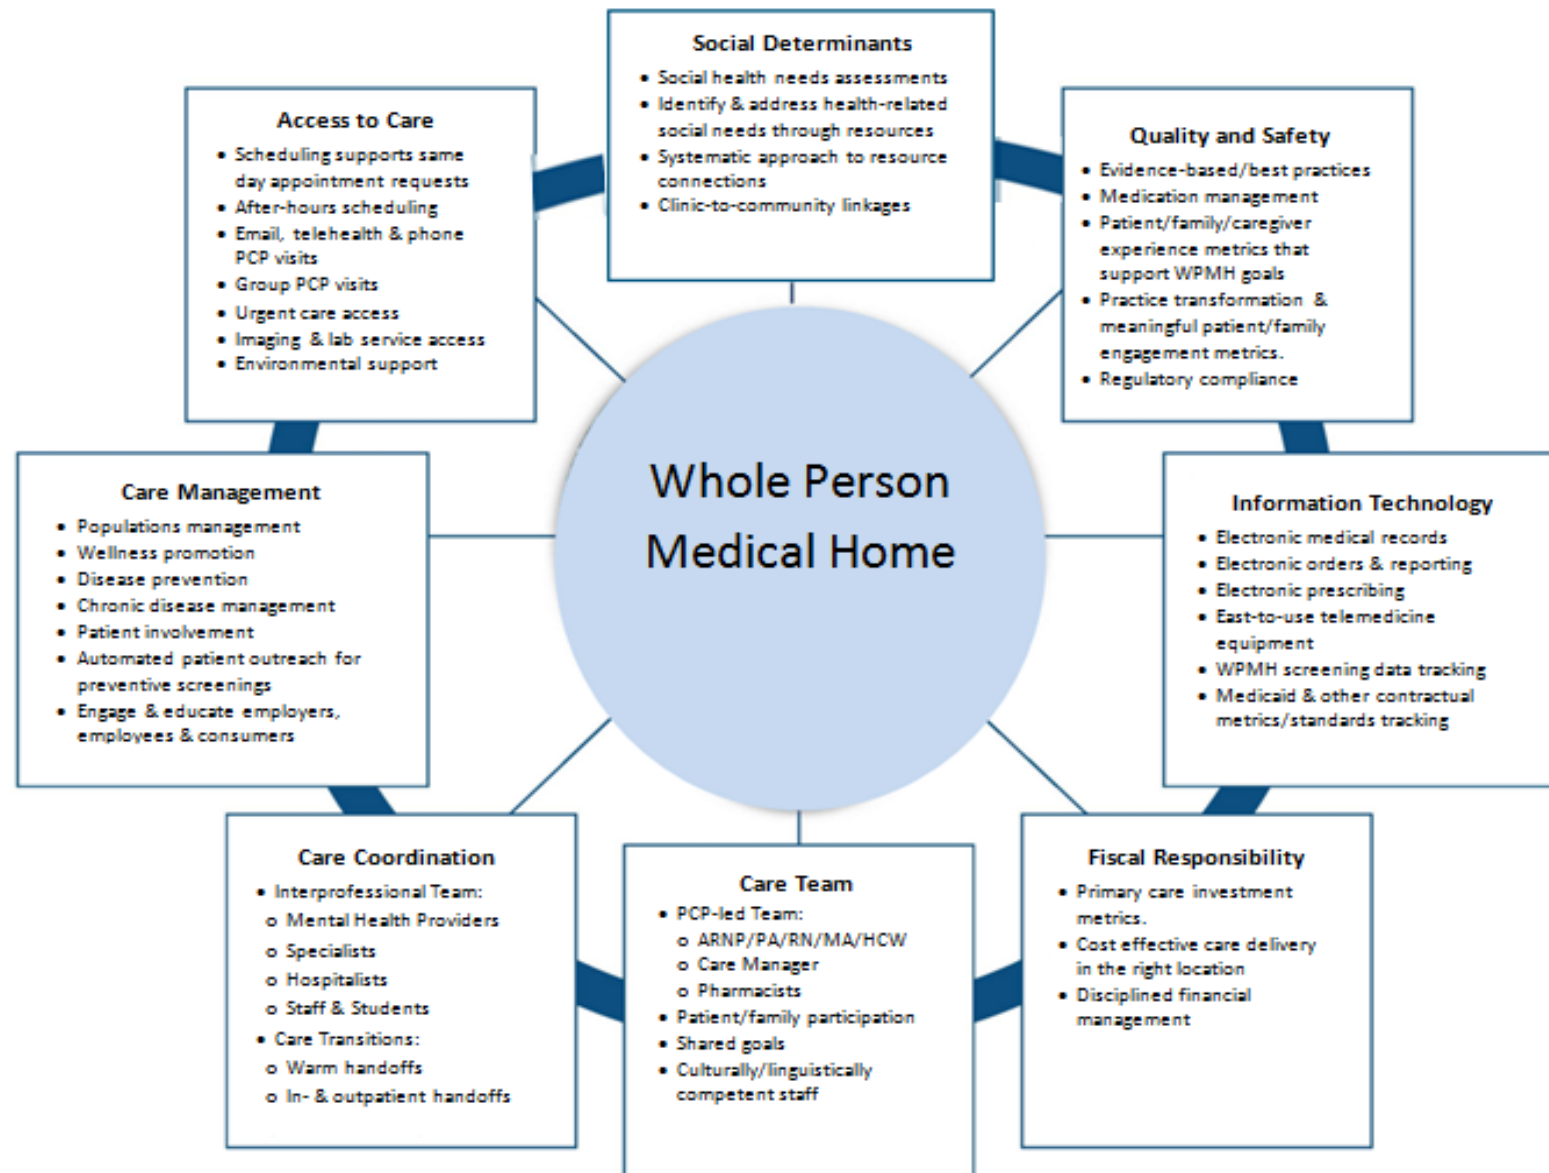 Social Determinants
• Social health needs assessments
• Identify & address health-related
social needs through resources
• Systematic approach to resource
connections
• Clinic-to-community linkages
Access to Care
• Scheduling supports same
day appointment requests
• After-hours scheduling
• Email, telehealth & phone
PCP visits
• Group PCP visits
• Urgent care access
• Imaging & lab service access
• Environmental support
Quality and Safety
• Evidence-based/best practices
• Medication management
• Patient/family/caregiver
experience metrics that
support WPMH goals
• Practice transformation &
meaningful patient/family
engagement metrics.
• Regulatory compliance
Whole Person
Medical Home
Care Management
• Populations management
• Wellness promotion
• Disease prevention
• Chronic disease management
• Patient involvement
• Automated patient outreach for
preventive screenings
• Engage & educate employers,
employees & consumers
Information Technology
• Electronic medical records
• Electronic orders & reporting
• Electronic prescribing
• East-to-use telemedicine
equipment
• WPMH screening data tracking
• Medicaid & other contractual
metrics/standards tracking
Care Coordination
• Interprofessional Team:
o Mental Health Providers
o Specialists
o Hospitalists
o Staff & Students
• Care Transitions:
o Warm handoffs
o In- & outpatient handoffs
Care Team
• PCP-led Team:
o ARNP/PA/RN/MA/HCW
o Care Manager
o Pharmacists
• Patient/family participation
• Shared goals
• Culturally/linguistically
competent staff
Fiscal Responsibility
• Primary care investment
metrics.
• Cost effective care delivery
in the right location
• Disciplined financial
management